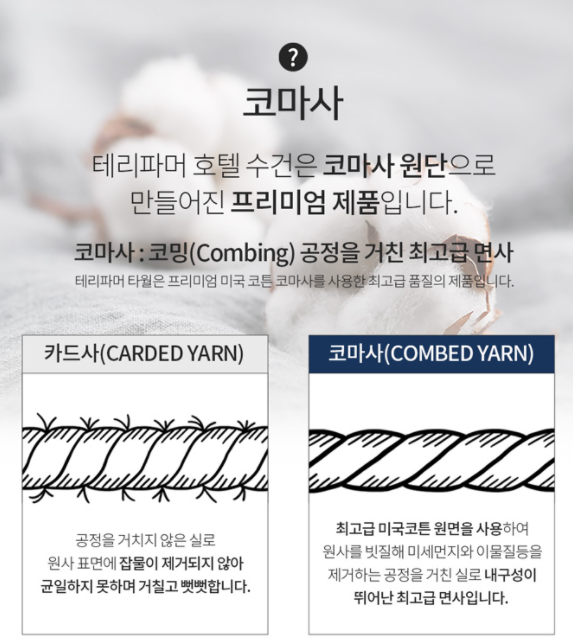 ?
코마사
테리파머 호텔 수건은 코마사 원단으로
만들어진 프리미엄 제품입니다.
코마사 : 코밍(Combing) 공정을 거친 최고급 면사
테리파머 타월은 프리미엄 미국 코튼 코마사를 사용한 최고급 품질의 제품입니다.
카드사(CARDED YARN)
공정을 거치지 않은 실로
원사 표면에 잡물이 제거되지 않아
균일하지 못하며 거칠고 뻣뻣합니다.
코마사(COMBED YARN)
최고급 미국코튼 원면을 사용하여
원사를 빗질해 미세먼지와 이물질등을
제거하는 공정을 거친 실로 내구성이
뛰어난 최고급 면사입니다.